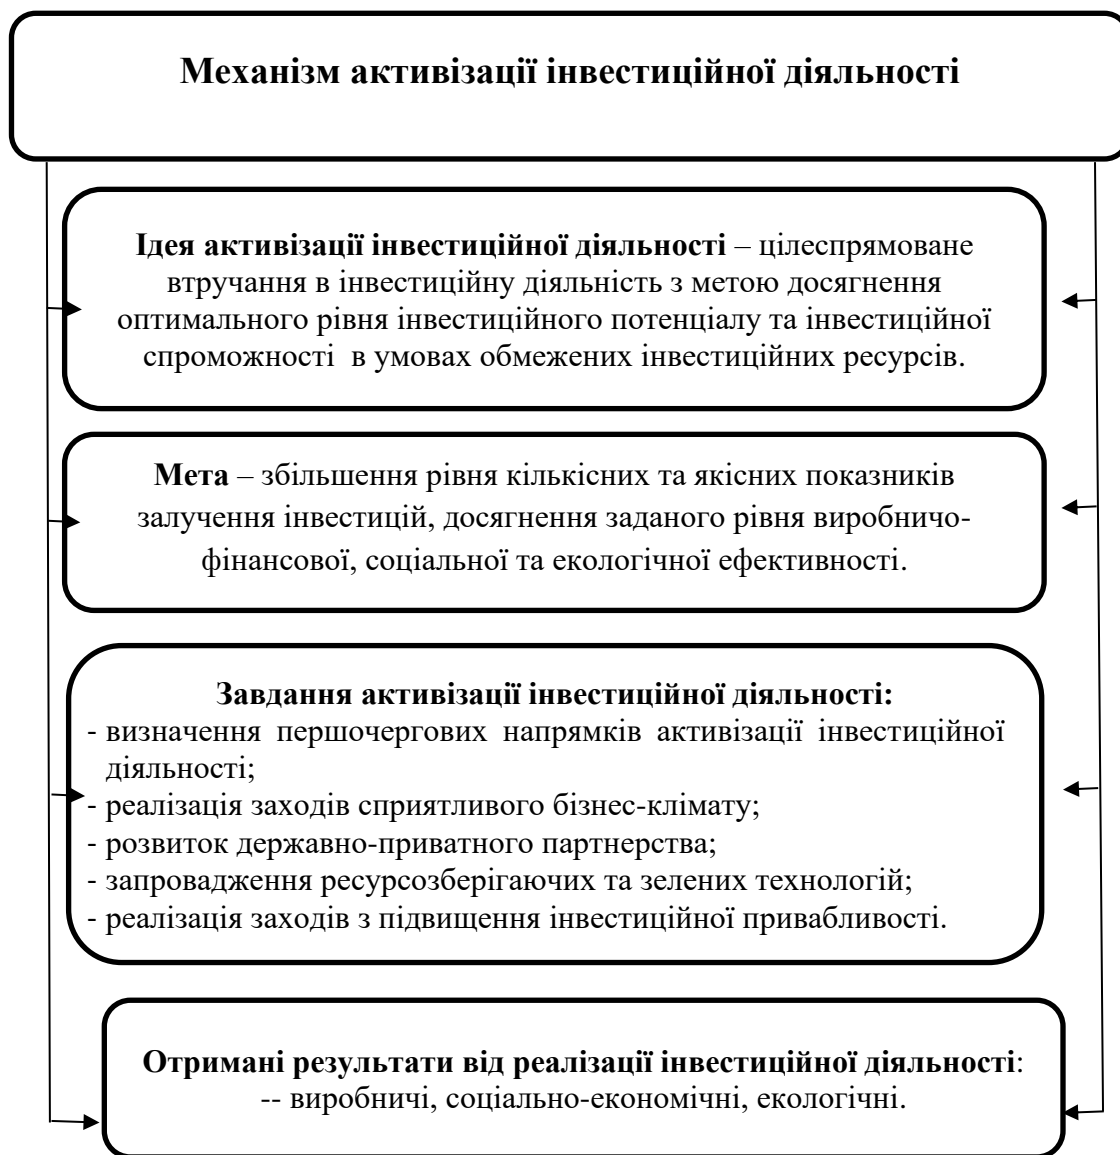 Механізм активізації інвестиційної діяльності
Ідея активізації інвестиційної діяльності – цілеспрямоване
втручання в інвестиційну діяльність з метою досягнення
оптимального рівня інвестиційного потенціалу та інвестиційної
спроможності в умовах обмежених інвестиційних ресурсів.
Мета – збільшення рівня кількісних та якісних показників
залучення інвестицій, досягнення заданого рівня виробничо-
фінансової, соціальної та екологічної ефективності.
Завдання активізації інвестиційної діяльності:
- визначення першочергових напрямків активізації інвестиційної
діяльності;
- реалізація заходів сприятливого бізнес-клімату;
- розвиток державно-приватного партнерства;
- запровадження ресурсозберігаючих та зелених технологій;
- реалізація заходів з підвищення інвестиційної привабливості.
Отримані результати від реалізації інвестиційної діяльності:
-- виробничі, соціально-економічні, екологічні.